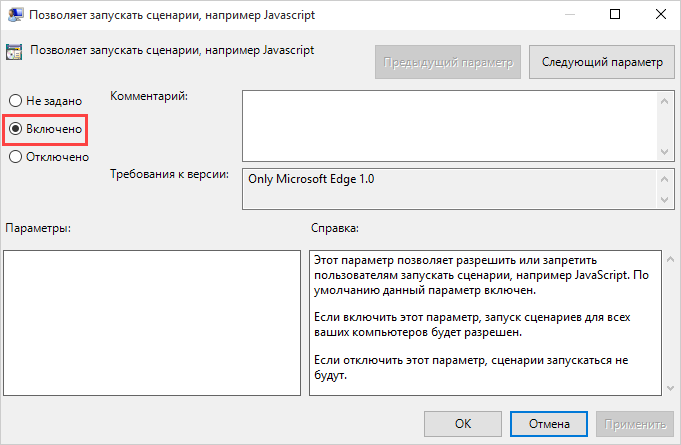 Позволяет запускать сценарии, например Javascript
Позволяет запускать сценарии, например Javascript
Предыдущий параметр
Следующий параметр
Не задано
Включено
Отключено
Комментарий:
Требования к версии:
Only Microsoft Edge 1.0
Параметры:
Справка:
Этот параметр позволяет разрешить или запретить
пользователям запускать сценарии, например JavaScript. По
умолчанию данный параметр включен.
Если включить этот параметр, запуск сценариев для всех
ваших компьютеров будет разрешен.
Если отключить этот параметр, сценарии запускаться не
будут.
ОК
Отмена
Применить